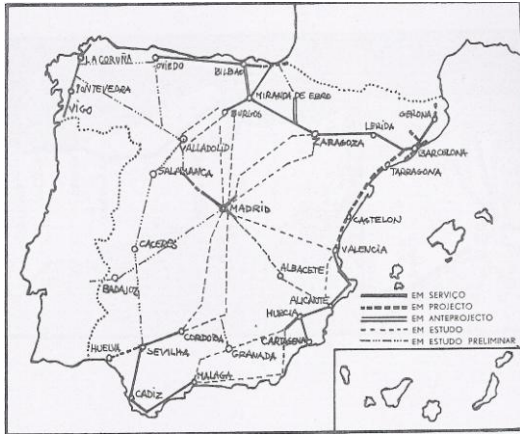 LA CORUÑA
OVIEDO
BILBAO
PONTEVEDRA
VIGO
MIRANDA DE EBRO
BURGOS
GERONA
LERIDA
ZARAGOZA
BARCELONA
TARRAGONA
VALLADOLID
SALAMANCA
MADRID
CASTELON
VALENCIA
CACERES
BADAJOZ
ALBACETE
ALICANTE
MURCIA
CARTAGENA
CORDOBA
GRANADA
HUELVA
SEVILHA
MALAGA
CADIZ
EM SERVIÇO
EM PROJECTO
EM ANTEPROJECTO
EM ESTUDO
EM ESTUDO PRELIMINAR